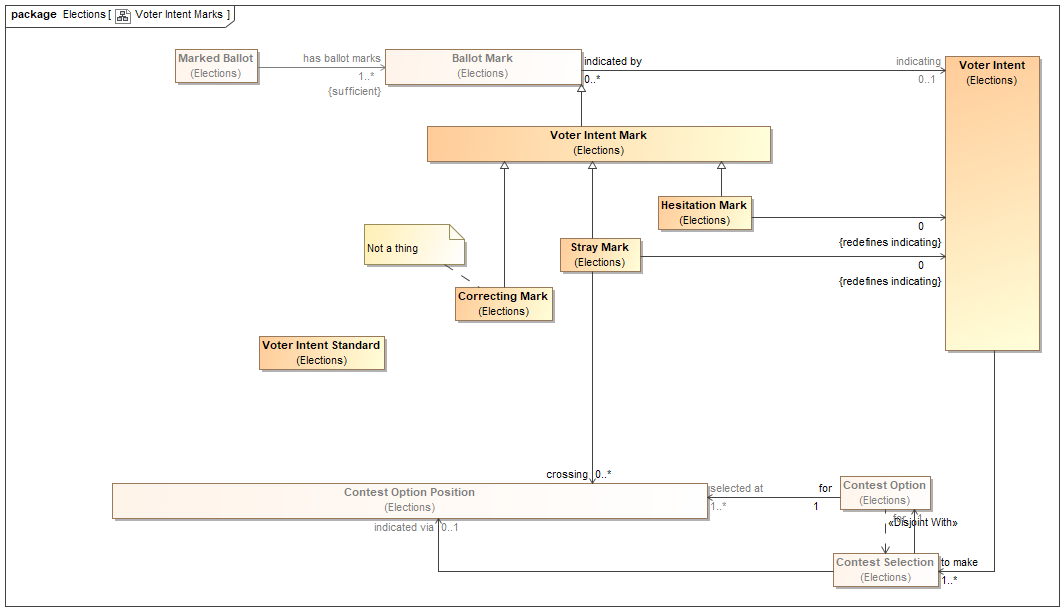 package Elections [ Voter Intent Marks ]
Marked Ballot
(Elections)
has ballot marks
1..*
{sufficient}
Ballot Mark
(Elections)
indicated by
0..*
indicating
0..1
Voter Intent
(Elections)
Voter Intent Mark
(Elections)
Hesitation Mark
(Elections)
0
{redefines indicating}
Not a thing
Stray Mark
(Elections)
0
{redefines indicating}
Correcting Mark
(Elections)
Voter Intent Standard
(Elections)
crossing
0..*
Contest Option Position
(Elections)
selected at
1..*
for
1
Contest Option
(Elections)
for
1
«Disjoint With»
indicated via
0..1
Contest Selection
(Elections)
to make
1..*